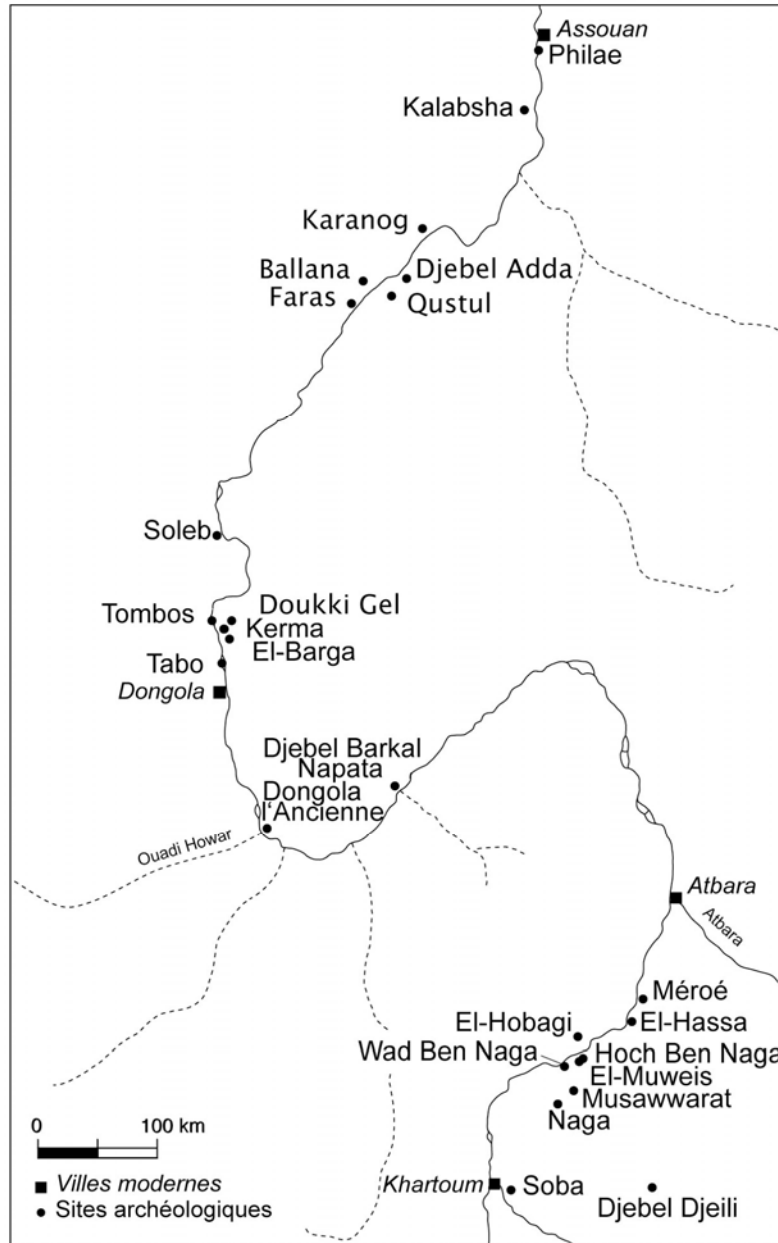 Assouan
Philae
Kalabsha
Karanog
Ballana
Djebel Adda
Faras
Qustul
Soleb
Tombos
Doukki Gel
Kerma
El-Barga
Tabo
Dongola
Djebel Barkal
Napata
Dongola
l'Ancienne
Ouadi Howar
Atbara
Atbara
Méroé
El-Hobagi
El-Hassa
Wad Ben Naga
Hoch Ben Naga
El-Muweis
Musawwarat
Naga
0 100 km
Khartoum
Soba
Djebel Djeili
Villes modernes
Sites archéologiques